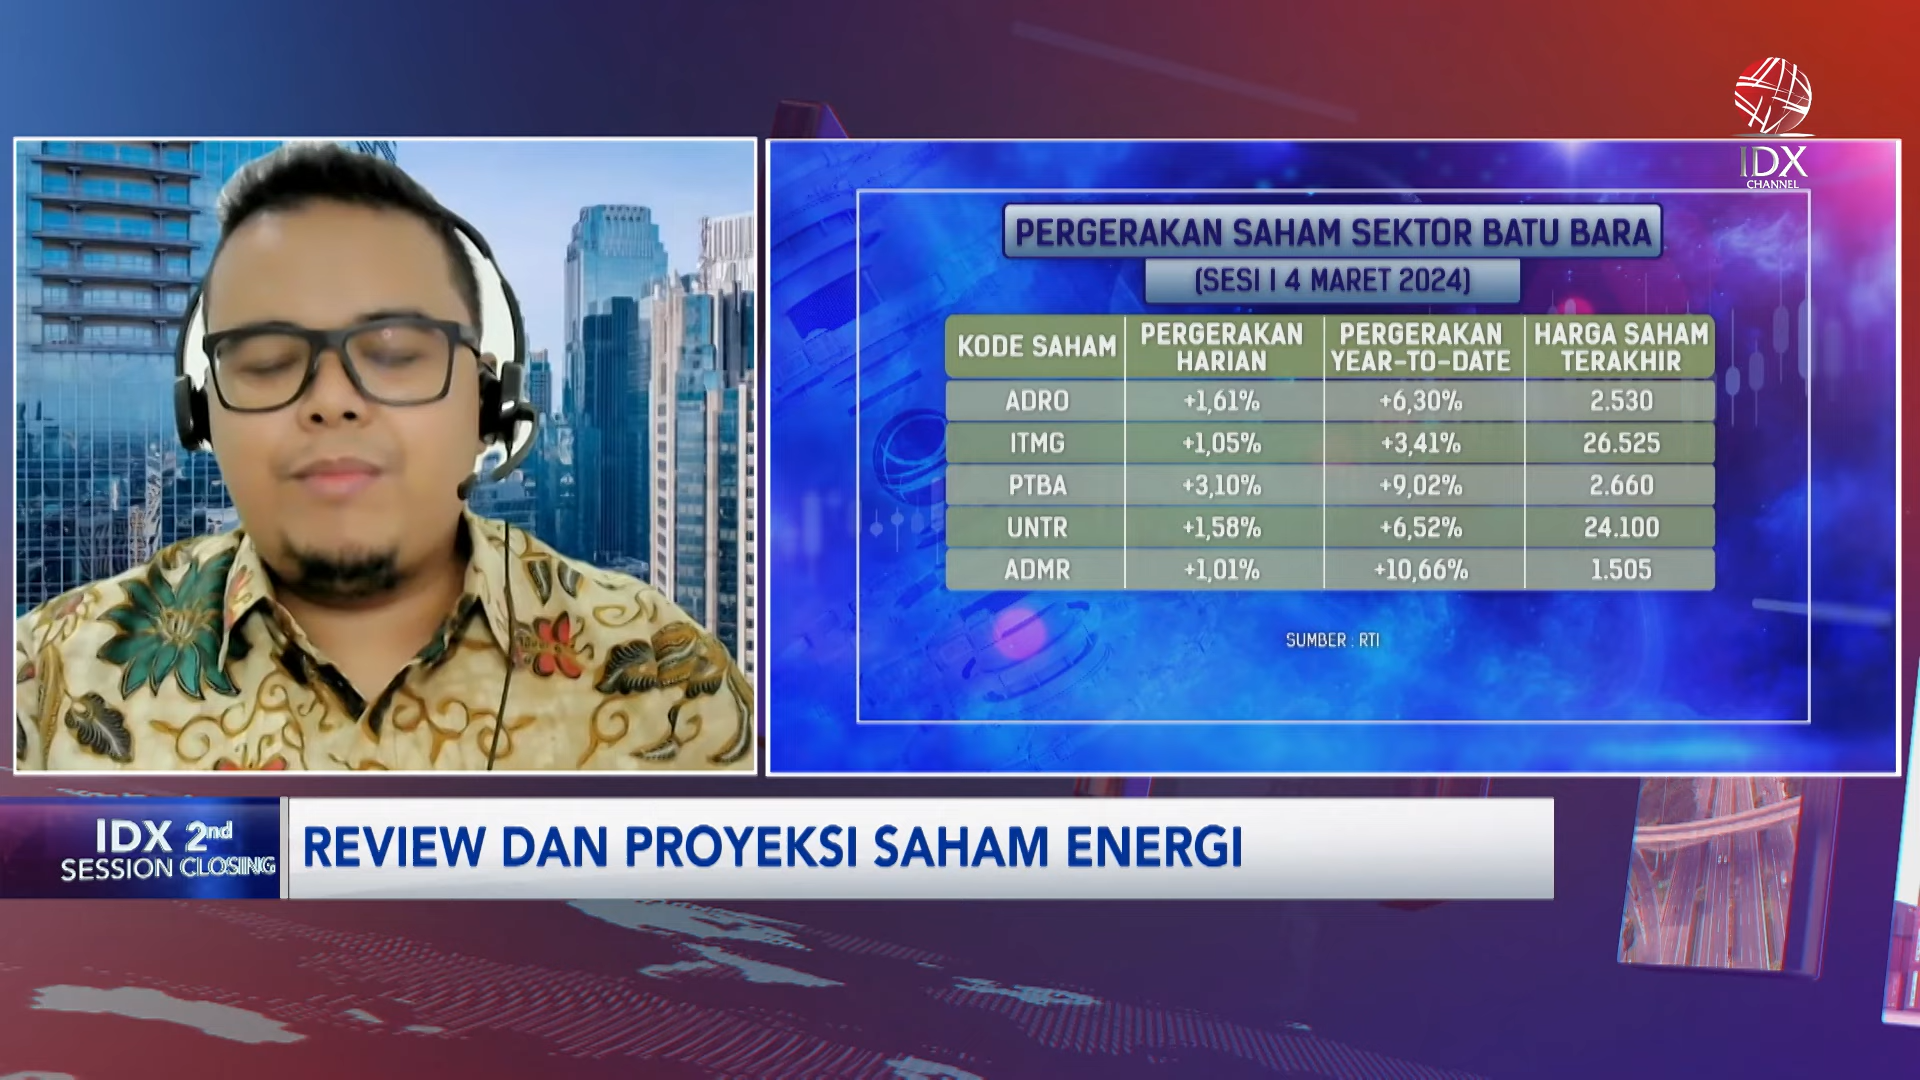 IDX
CHANNEL
PERGERAKAN SAHAM SEKTOR BATU BARA
(SESI I 4 MARET 2024)
KODE SAHAM PERGERAKAN HARIAN PERGERAKAN YEAR-TO-DATE HARGA SAHAM TERAKHIR
ADRO +1,61% +6,30% 2.530
ITMG +1,05% +3,41% 26.525
PTBA +3,10% +9,02% 2.660
UNTR +1,58% +6,52% 24.100
ADMR +1,01% +10,66% 1.505
SUMBER : RTI
IDX 2nd
SESSION CLOSING
REVIEW DAN PROYEKSI SAHAM ENERGI